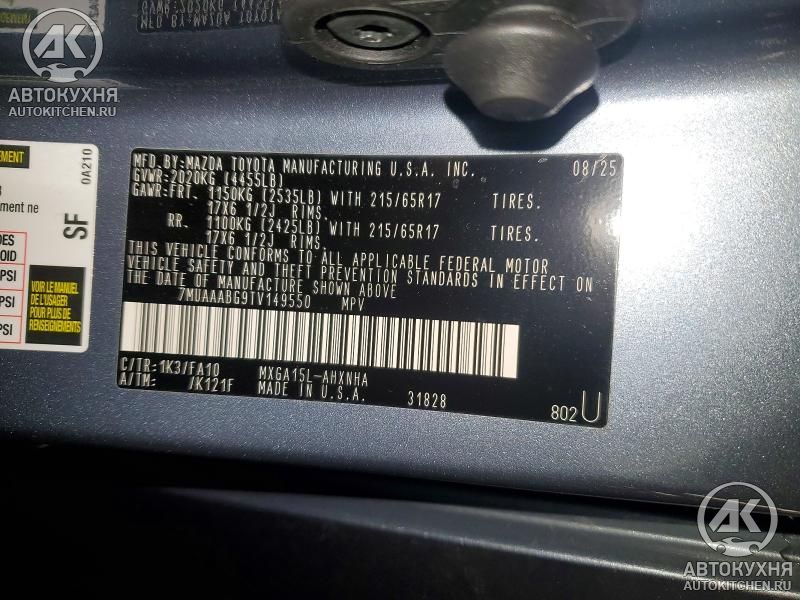 АВТОКУХНЯ
AUTOKITCHEN.RU
MFD.BY:MAZDA TOYOTA MANUFACTURING U.S.A. INC. 08/25
GVWR:2020KG (4455LB)
GAWR:FRT. 1150KG (2535LB) WITH 215/65R17 TIRES.
17X6 1/2J RIMS.
RR. 1100KG (2425LB) WITH 215/65R17 TIRES.
17X6 1/2J RIMS.
THIS VEHICLE CONFORMS TO ALL APPLICABLE FEDERAL MOTOR
VEHICLE SAFETY AND THEFT PREVENTION STANDARDS IN EFFECT ON
THE DATE OF MANUFACTURE SHOWN ABOVE
7MUAAABG9TV149550 MPV
C/TR:1K3/FA10 MXGA15L-AHXNHA
A/TM: /K121F MADE IN U.S.A. 31828
802U
0A210
SF
PSI
PSI
VOIR LE MANUEL
DE L'USAGER
POUR PLUS DE
RENSEIGNEMENTS
АВТОКУХНЯ
AUTOKITCHEN.RU